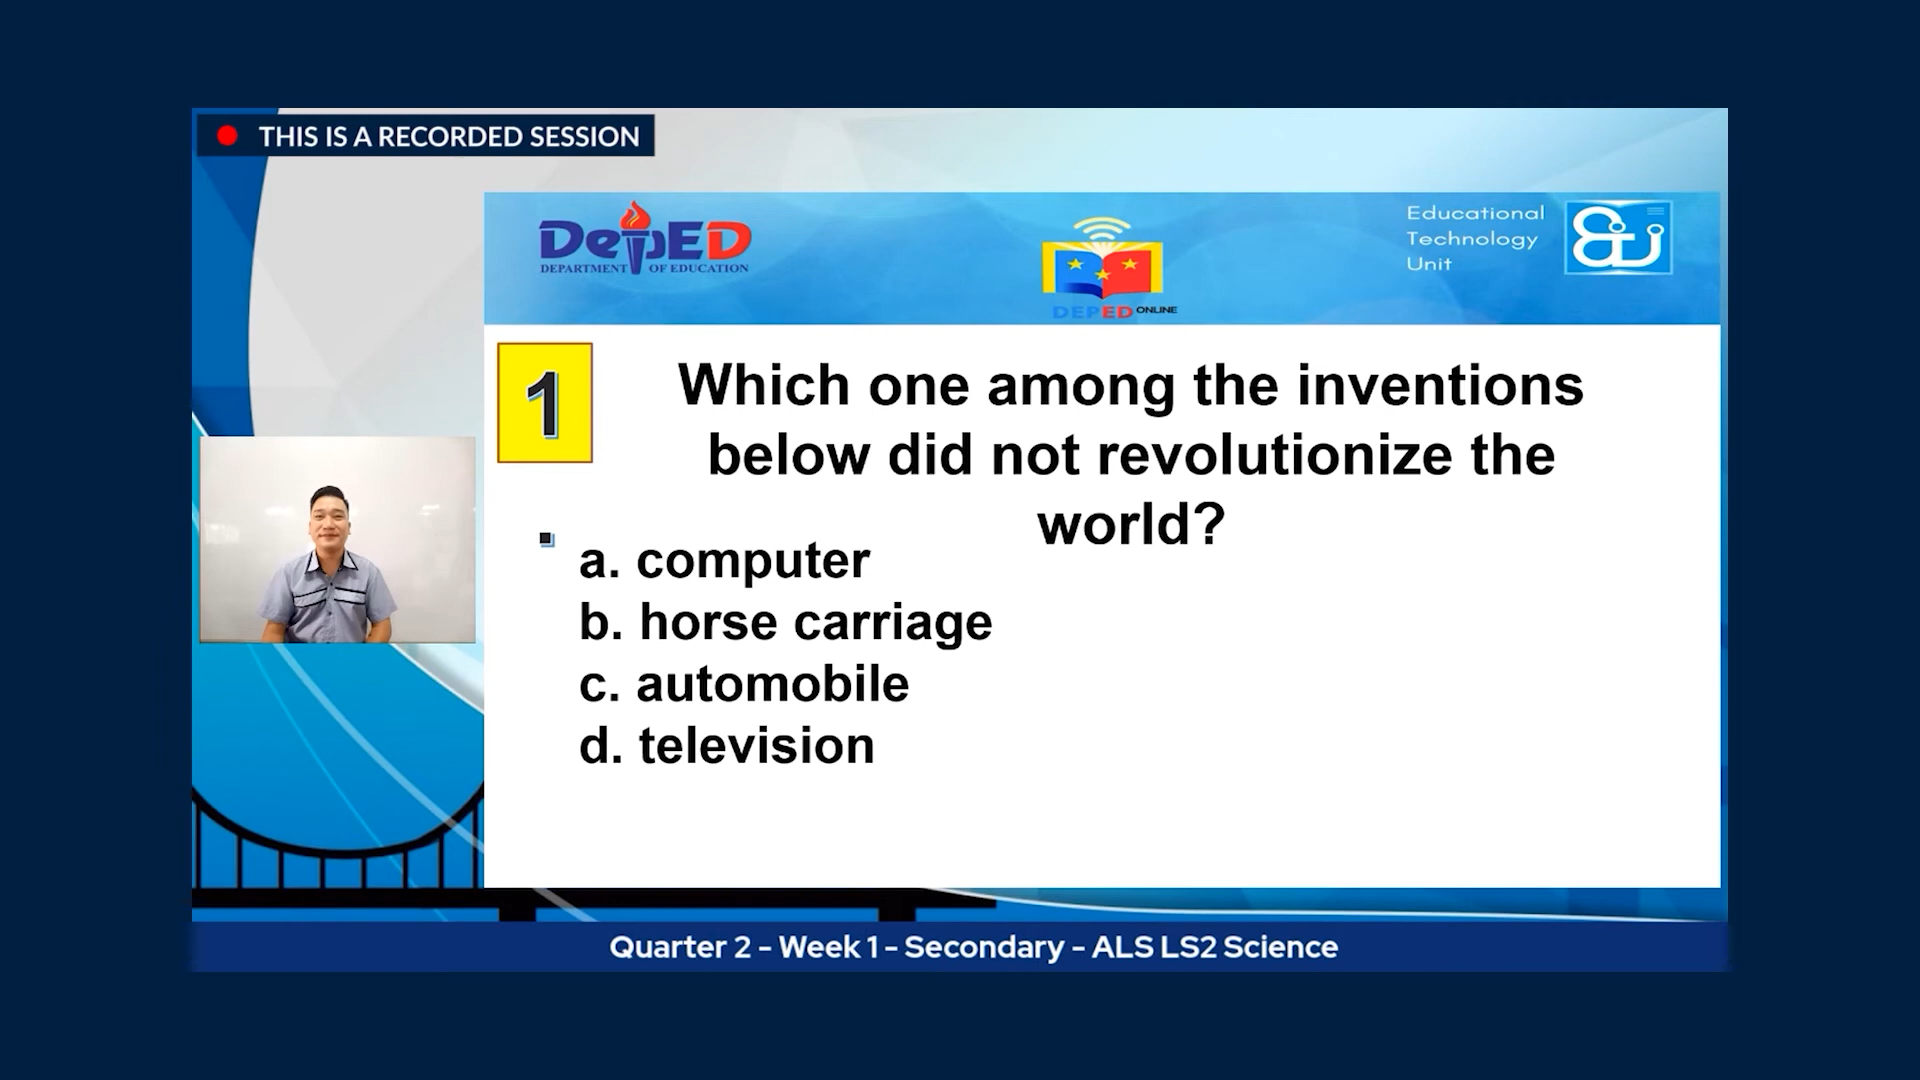 THIS IS A RECORDED SESSION
DepED
DEPARTMENT OF EDUCATION
DEPED ONLINE
Educational
Technology
Unit
1
Which one among the inventions
below did not revolutionize the
world?
a. computer
b. horse carriage
c. automobile
d. television
Quarter 2 - Week 1 - Secondary - ALS LS2 Science